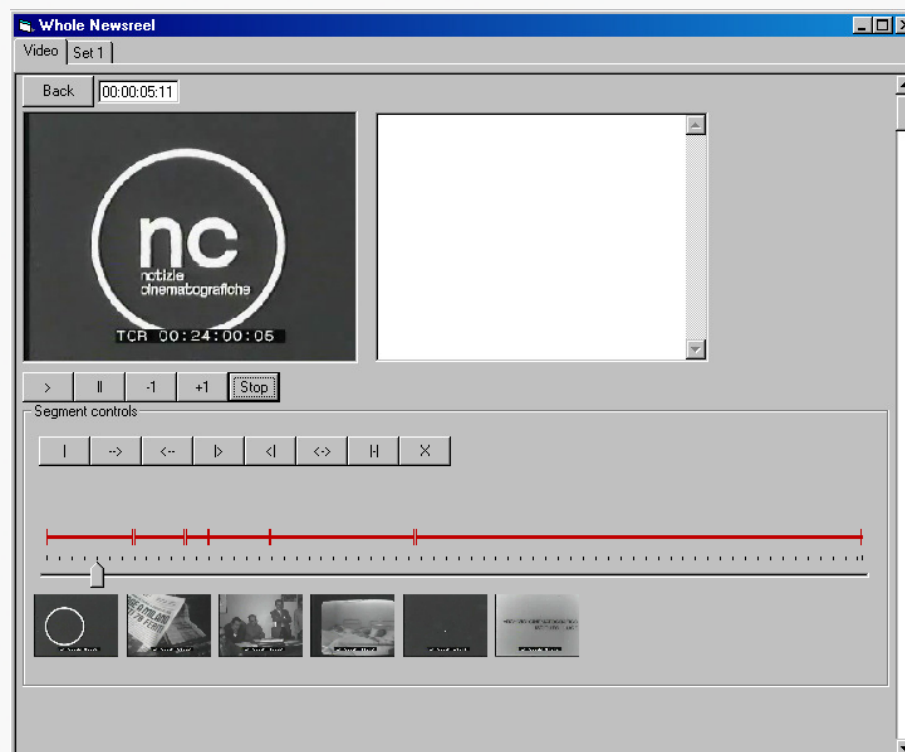 Whole Newsreel
Video Set 1
Back 00:00:05:11
nc
notizie
cinematografiche
TCR 00:24:00:05
> II -1 +1 Stop
Segment controls
| --> <-- |> <| <-> |-| X